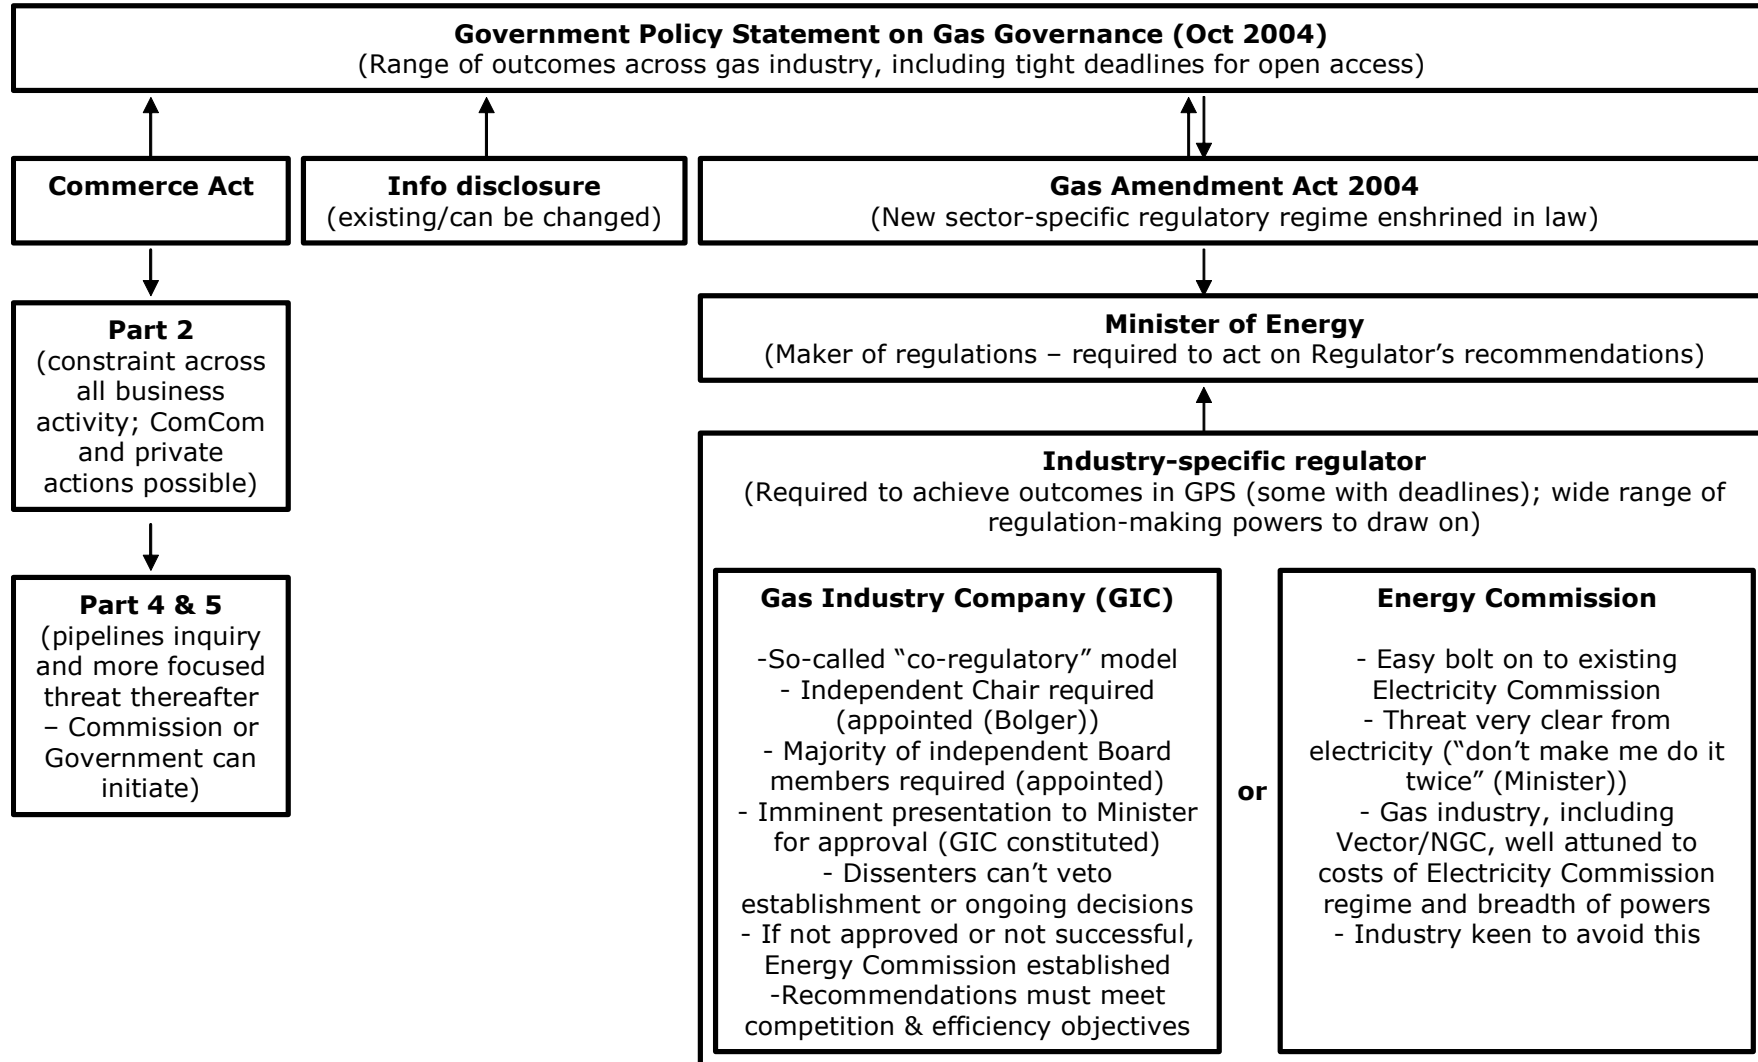 Government Policy Statement on Gas Governance (Oct 2004)
(Range of outcomes across gas industry, including tight deadlines for open access)
Commerce Act
Info disclosure
(existing/can be changed)
Gas Amendment Act 2004
(New sector-specific regulatory regime enshrined in law)
Part 2
(constraint across
all business
activity; ComCom
and private
actions possible)
Minister of Energy
(Maker of regulations – required to act on Regulator’s recommendations)
Part 4 & 5
(pipelines inquiry
and more focused
threat thereafter
– Commission or
Government can
initiate)
Industry-specific regulator
(Required to achieve outcomes in GPS (some with deadlines); wide range of
regulation-making powers to draw on)
Gas Industry Company (GIC)
-So-called “co-regulatory” model
- Independent Chair required
(appointed (Bolger))
- Majority of independent Board
members required (appointed)
- Imminent presentation to Minister
for approval (GIC constituted)
- Dissenters can’t veto
establishment or ongoing decisions
- If not approved or not successful,
Energy Commission established
-Recommendations must meet
competition & efficiency objectives
or
Energy Commission
- Easy bolt on to existing
Electricity Commission
- Threat very clear from
electricity (“don’t make me do it
twice” (Minister))
- Gas industry, including
Vector/NGC, well attuned to
costs of Electricity Commission
regime and breadth of powers
- Industry keen to avoid this